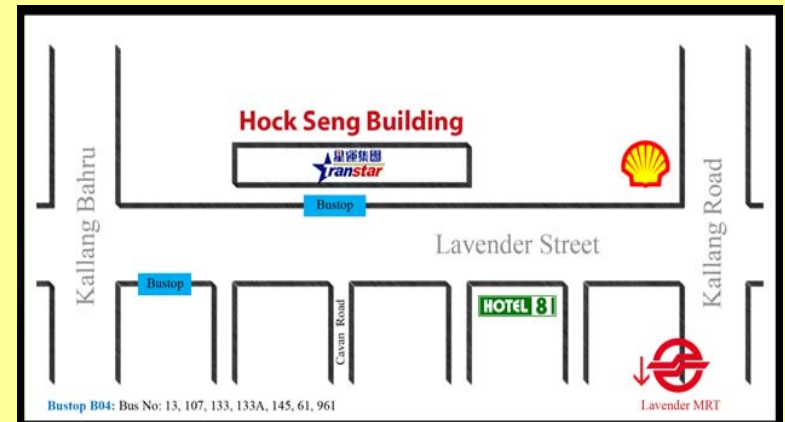 Hock Seng Building
星運集團
Transtar
Bustop
Kallang Bahru
Lavender Street
Kallang Road
Bustop
Cavan Road
HOTEL 81
Bustop B04: Bus No: 13, 107, 133, 133A, 145, 61, 961
Lavender MRT